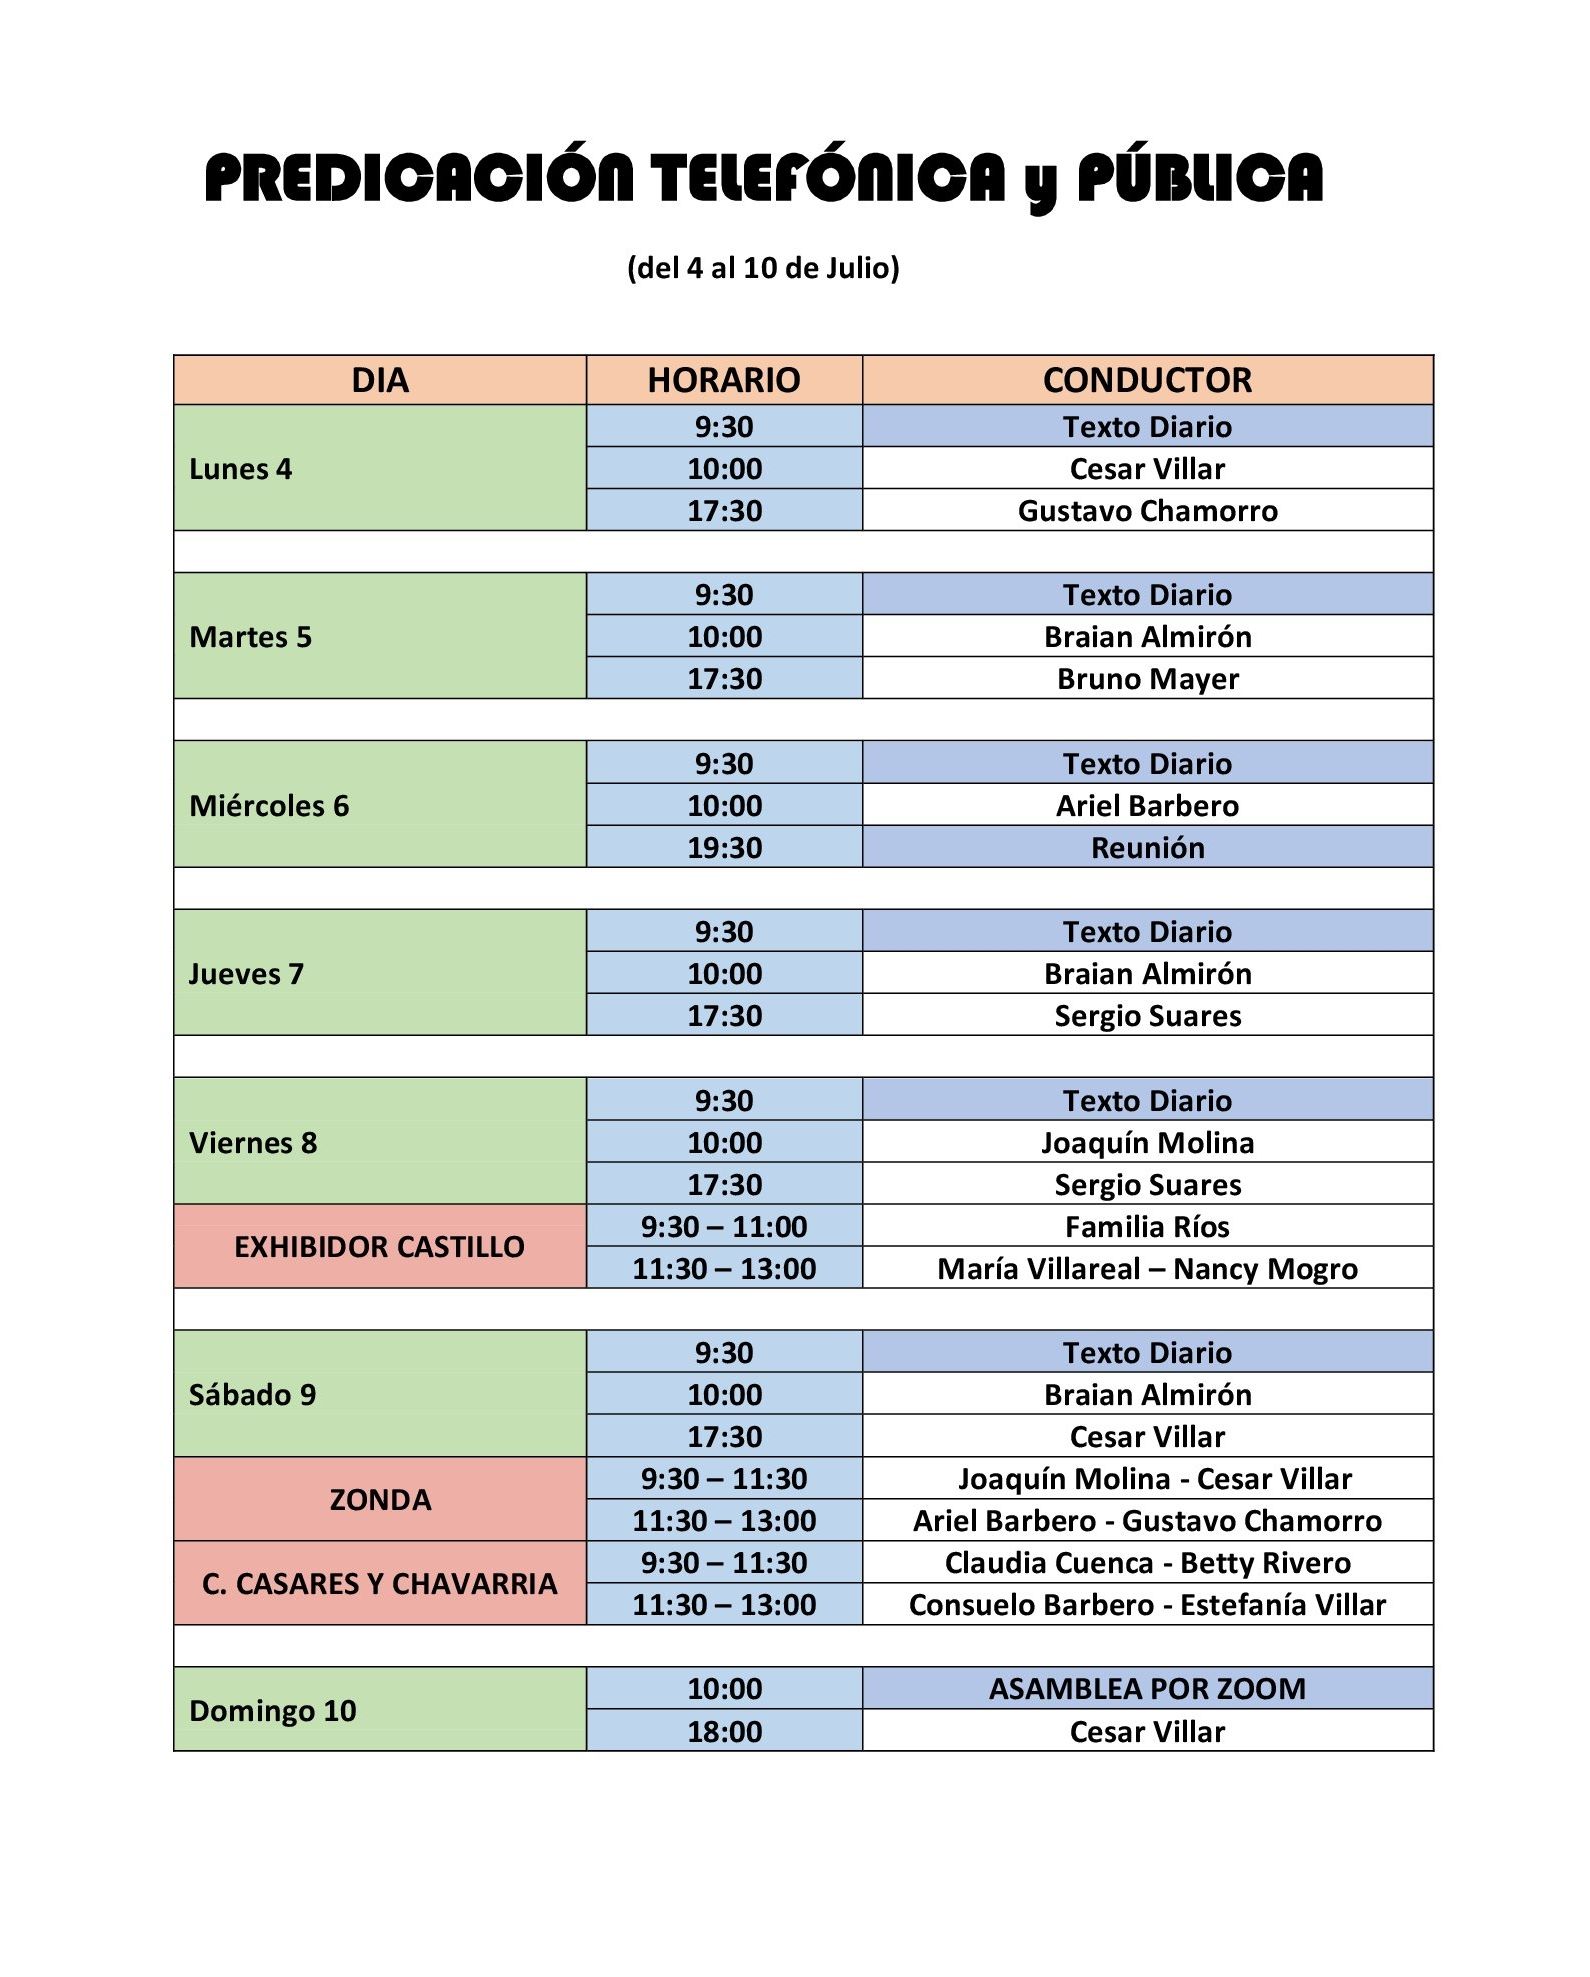 PREDICACIÓN TELEFÓNICA y PÚBLICA
(del 4 al 10 de Julio)
DIA HORARIO CONDUCTOR
Lunes 4
9:30 Texto Diario
10:00 Cesar Villar
17:30 Gustavo Chamorro
Martes 5
9:30 Texto Diario
10:00 Braian Almirón
17:30 Bruno Mayer
Miércoles 6
9:30 Texto Diario
10:00 Ariel Barbero
19:30 Reunión
Jueves 7
9:30 Texto Diario
10:00 Braian Almirón
17:30 Sergio Suares
Viernes 8
9:30 Texto Diario
10:00 Joaquín Molina
17:30 Sergio Suares
EXHIBIDOR CASTILLO
9:30 – 11:00 Familia Ríos
11:30 – 13:00 María Villareal – Nancy Mogro
Sábado 9
9:30 Texto Diario
10:00 Braian Almirón
17:30 Cesar Villar
ZONDA
9:30 – 11:30 Joaquín Molina - Cesar Villar
11:30 – 13:00 Ariel Barbero - Gustavo Chamorro
C. CASARES Y CHAVARRIA
9:30 – 11:30 Claudia Cuenca - Betty Rivero
11:30 – 13:00 Consuelo Barbero - Estefanía Villar
Domingo 10
10:00 ASAMBLEA POR ZOOM
18:00 Cesar Villar